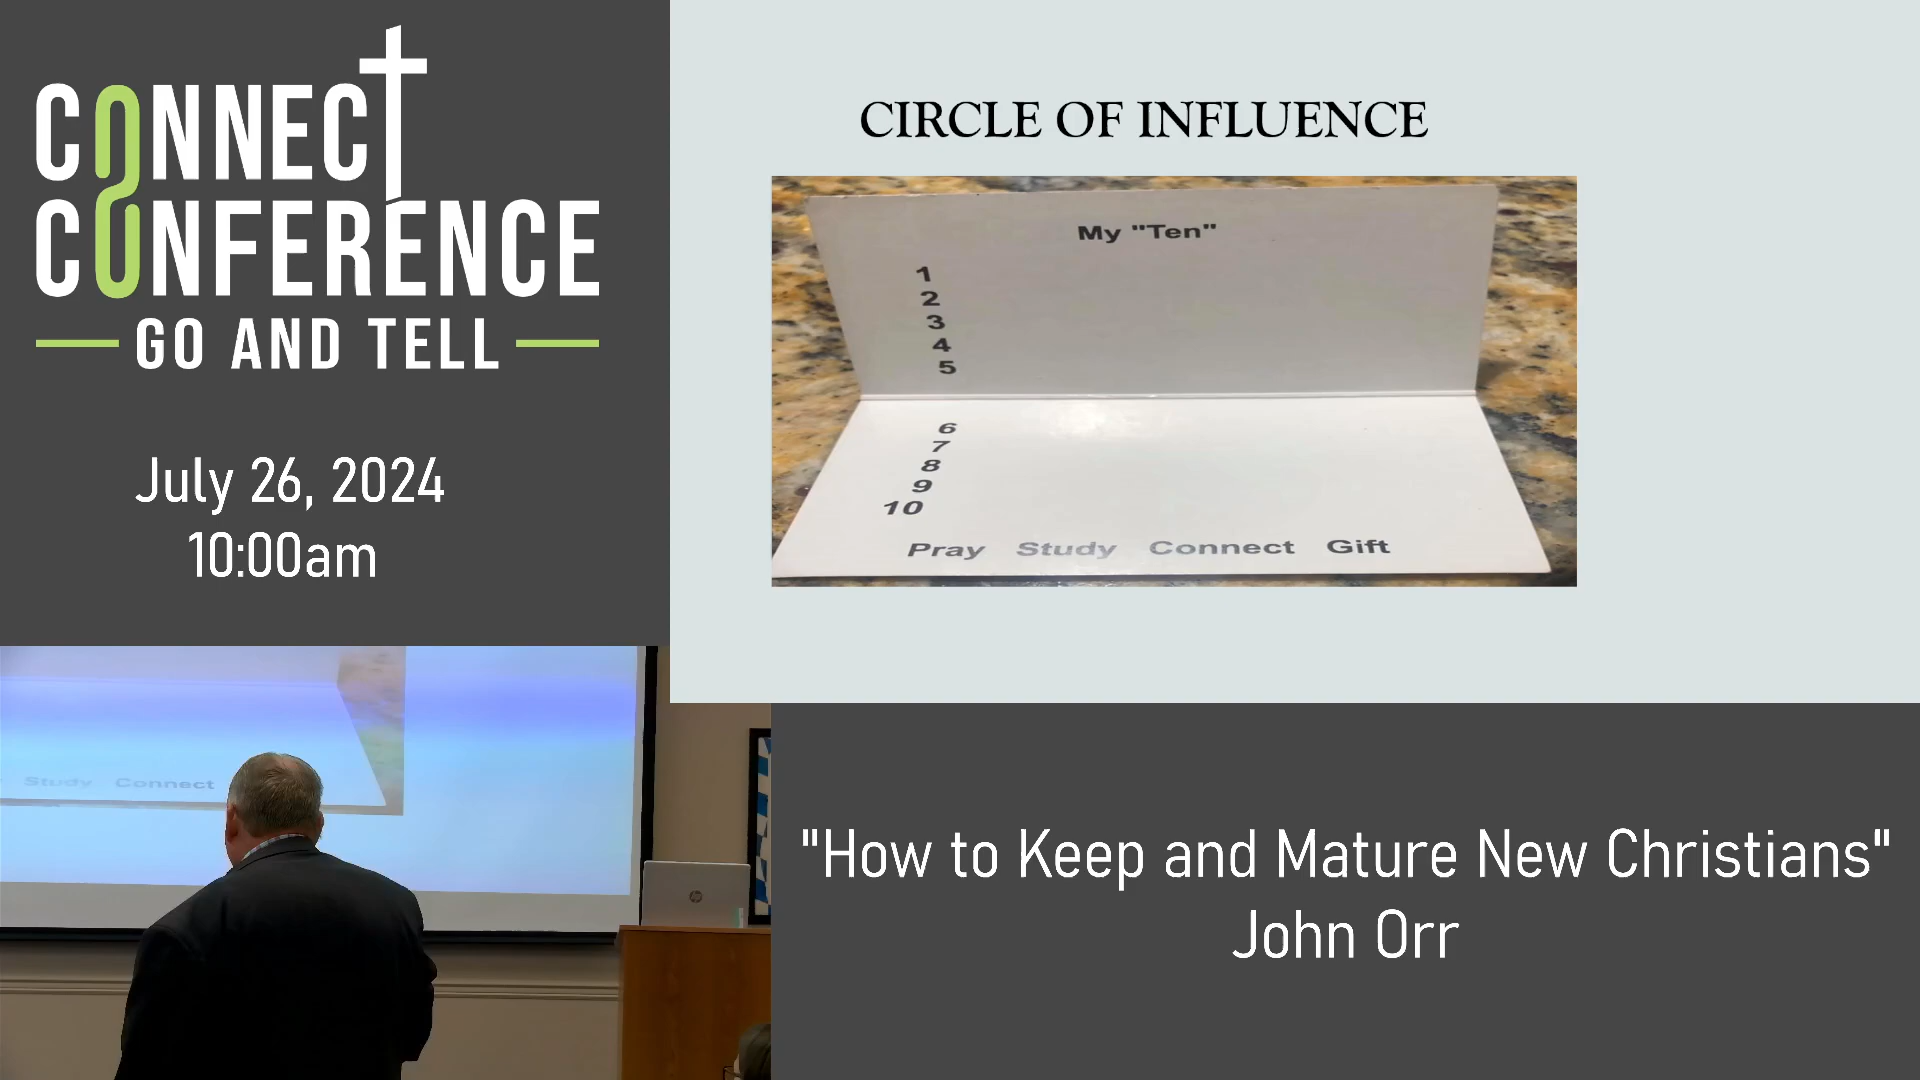 CONNECT
CONFERENCE
GO AND TELL
July 26, 2024
10:00am
CIRCLE OF INFLUENCE
My "Ten"
1
2
3
4
5
6
7
8
9
10
Pray Study Connect Gift
Study Connect
hp
"How to Keep and Mature New Christians"
John Orr